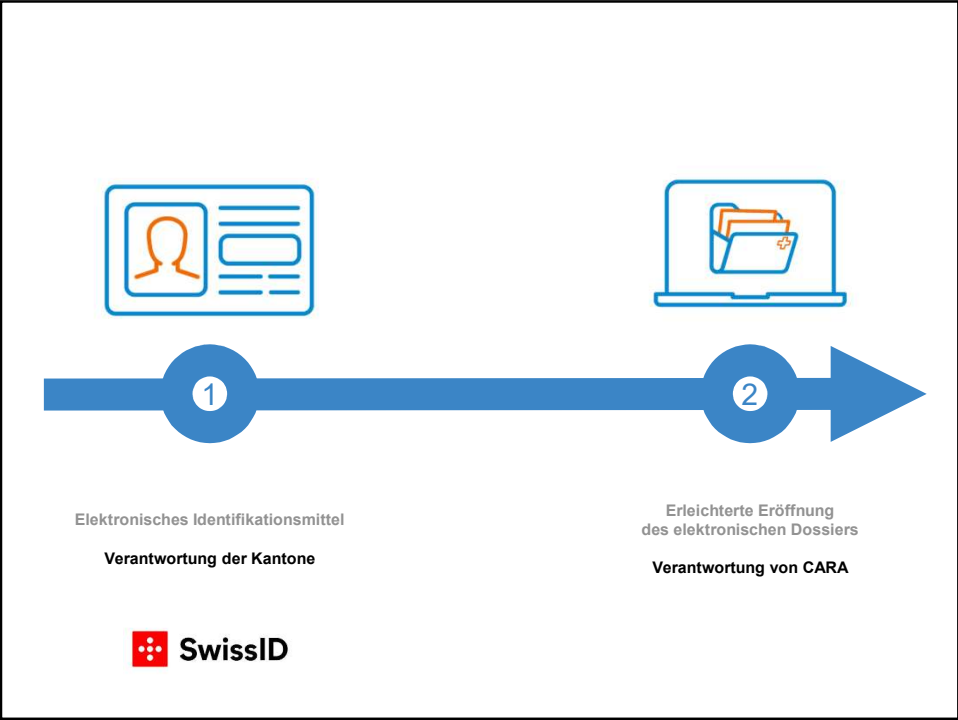 1
2
Elektronisches Identifikationsmittel
Verantwortung der Kantone
Erleichterte Eröffnung
des elektronischen Dossiers
Verantwortung von CARA
SwissID